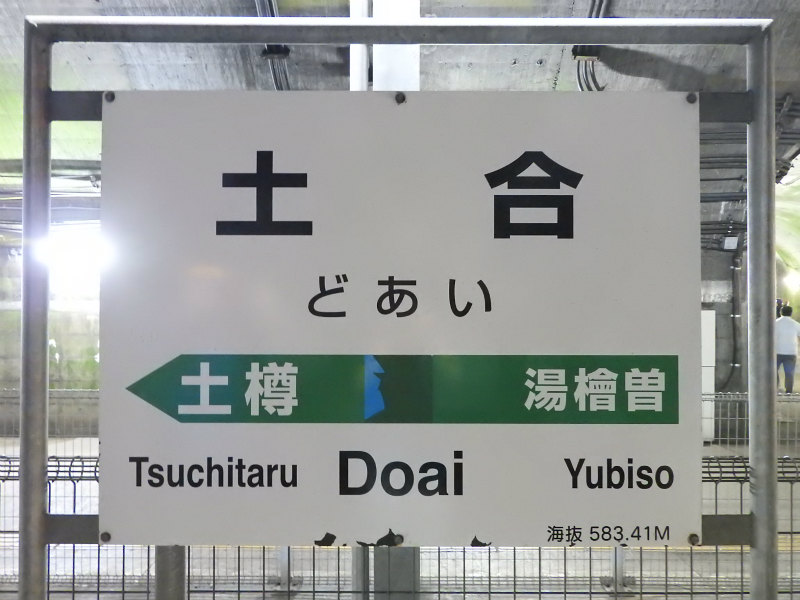 土合
どあい
土樽 湯檜曽
Tsuchitaru Doai Yubiso
海抜 583.41M